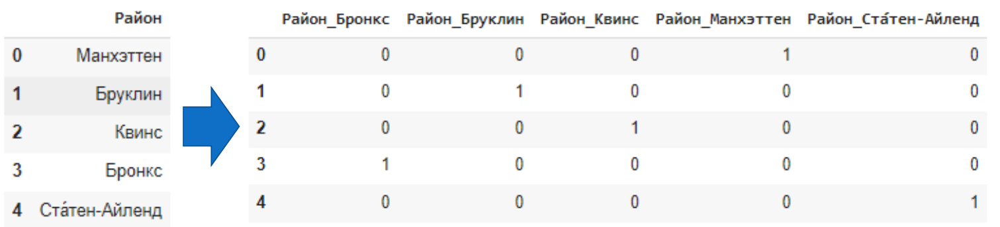 Район
0 Манхэттен
1 Бруклин
2 Квинс
3 Бронкс
4 Ста́тен-Айленд
Район_Бронкс Район_Бруклин Район_Квинс Район_Манхэттен Район_Ста́тен-Айленд
0 0 0 0 1 0
1 0 1 0 0 0
2 0 0 1 0 0
3 1 0 0 0 0
4 0 0 0 0 1